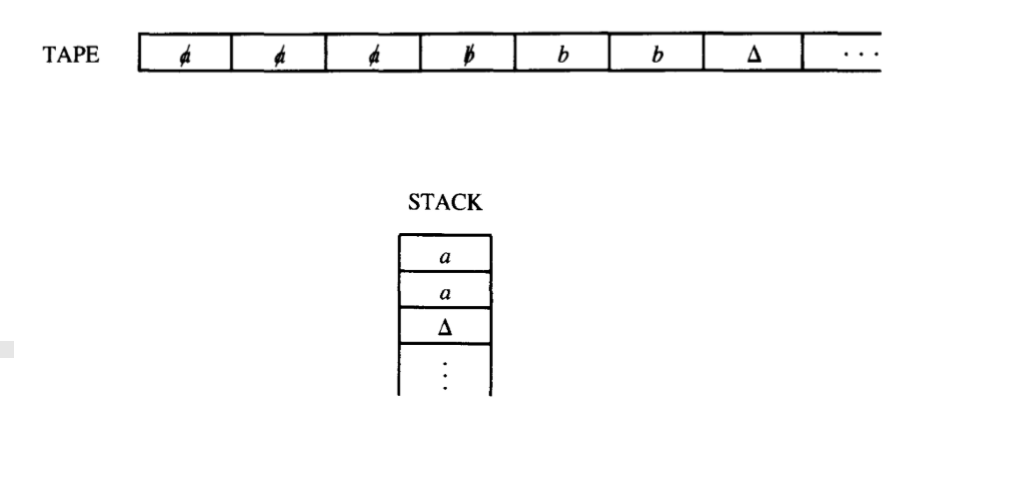 TAPE a̸ a̸ a̸ b̸ b b Δ ...
STACK
a
a
Δ
⋮